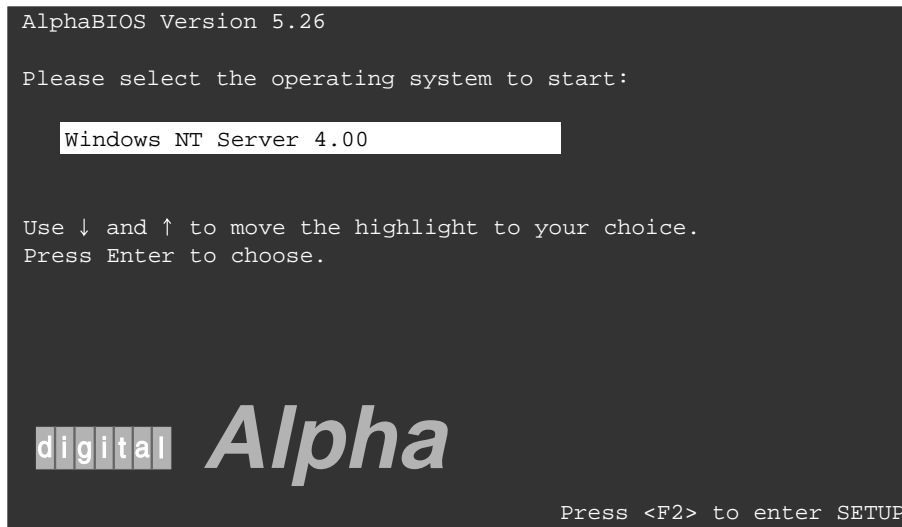 AlphaBIOS Version 5.26
Please select the operating system to start:
Windows NT Server 4.00
Use ↓ and ↑ to move the highlight to your choice.
Press Enter to choose.
digital Alpha
Press <F2> to enter SETUP